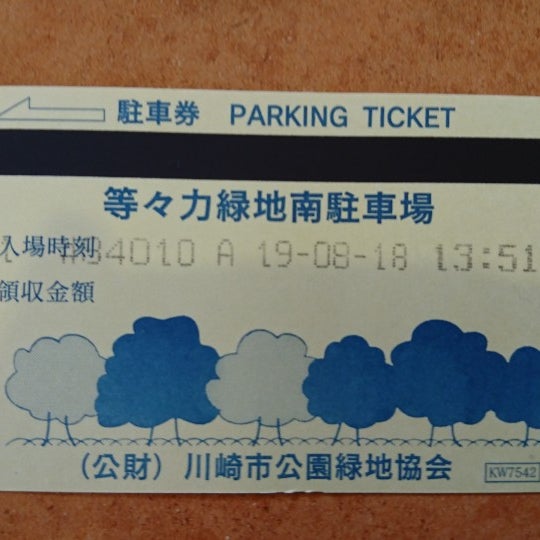 駐車券 PARKING TICKET
等々力緑地南駐車場
入場時刻 34010 A 19-08-18 13:51
領収金額
(公財)川崎市公園緑地協会
KW7542